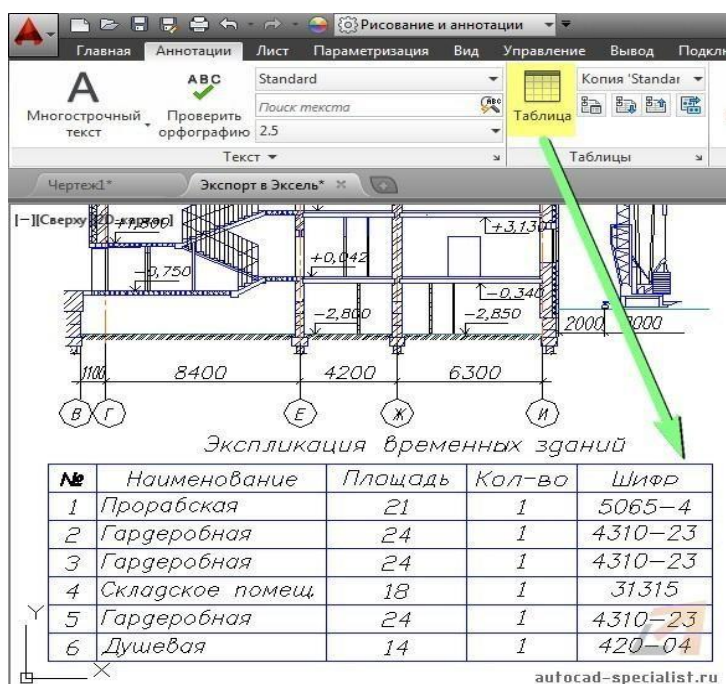 Рисование и аннотации
Главная Аннотации Лист Параметризация Вид Управление Вывод
A ABC Standard Копия 'Standar
Многострочный текст
Проверить орфографию
Поиск текста
ABC
2.5
Таблица
Текст Таблицы
Чертеж1* Экспорт в Эксель*
[−][Сверху]
+3,130
+0,042
-0,750
-0,340
-2,800 -2,850
2000
1100 8400 4200 6300
В Г Е Ж И
Экспликация временных зданий
№ Наименование Площадь Кол-во Шифр
1 Прорабская 21 1 5065-4
2 Гардеробная 24 1 4310-23
3 Гардеробная 24 1 4310-23
4 Складское помещ. 18 1 31315
5 Гардеробная 24 1 4310-23
6 Душевая 14 1 420-04
Y
X
autocad-specialist.ru